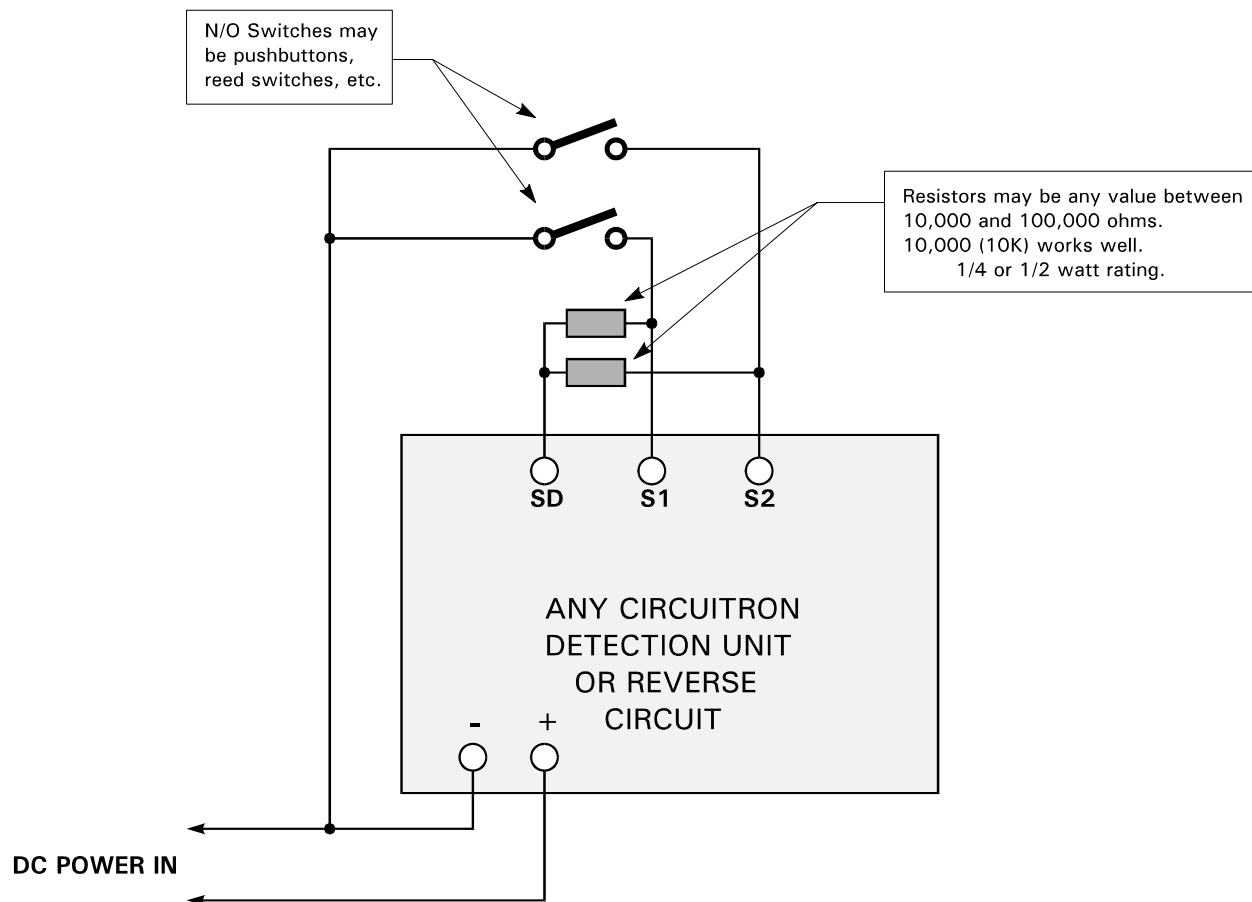 N/O Switches may
be pushbuttons,
reed switches, etc.
Resistors may be any value between
10,000 and 100,000 ohms.
10,000 (10K) works well.
1/4 or 1/2 watt rating.
SD
S1
S2
ANY CIRCUITRON
DETECTION UNIT
OR REVERSE
CIRCUIT
- +
DC POWER IN